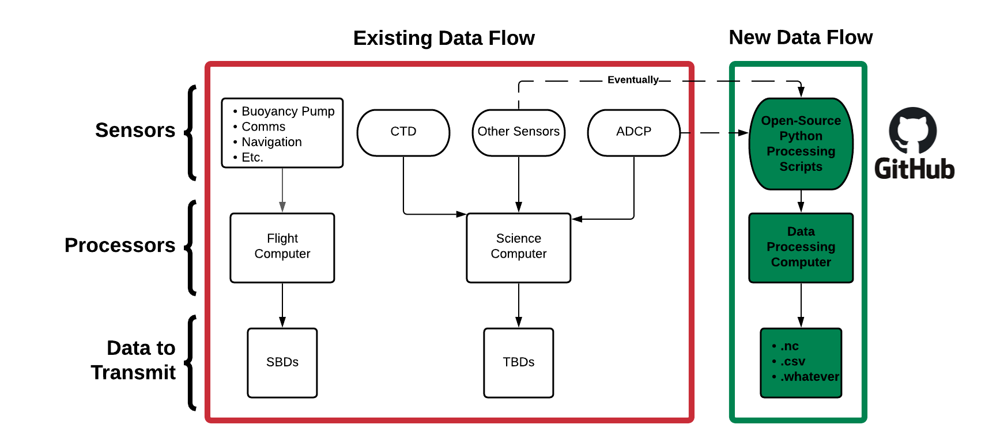 Existing Data Flow
New Data Flow
Eventually
Sensors
• Buoyancy Pump
• Comms
• Navigation
• Etc.
CTD
Other Sensors
ADCP
Open-Source
Python
Processing
Scripts
GitHub
Processors
Flight
Computer
Science
Computer
Data
Processing
Computer
Data to
Transmit
SBDs
TBDs
• .nc
• .csv
• .whatever